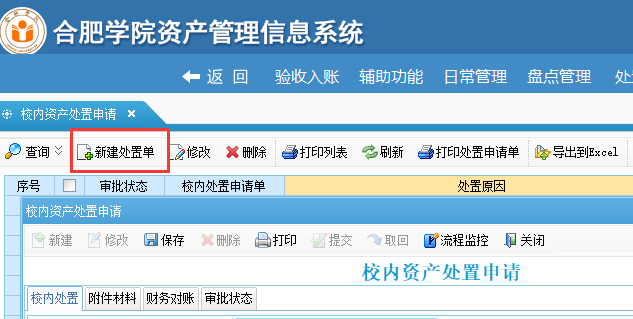 合肥学院资产管理信息系统
返 回 验收入账 辅助功能 日常管理 盘点管理
校内资产处置申请 ×
查询 新建处置单 修改 删除 打印列表 刷新 打印处置申请单 导出到Excel
序号 审批状态 校内处置申请单 处置原因
校内资产处置申请
新建 修改 保存 删除 打印 提交 取回 流程监控 关闭
校内资产处置申请
校内处置 附件材料 财务对账 审批状态